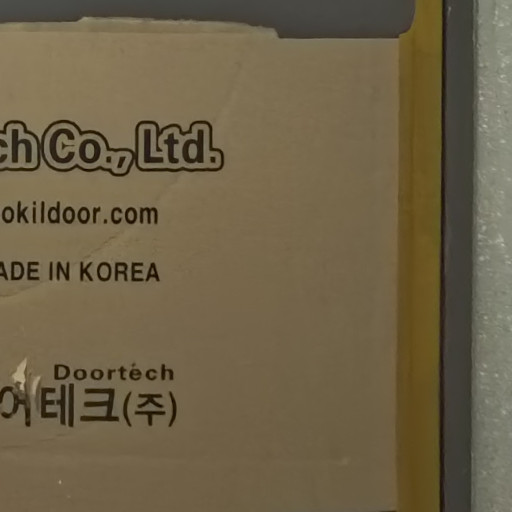 ch Co., Ltd.
okildoor.com
ADE IN KOREA
Doortech
어테크(주)